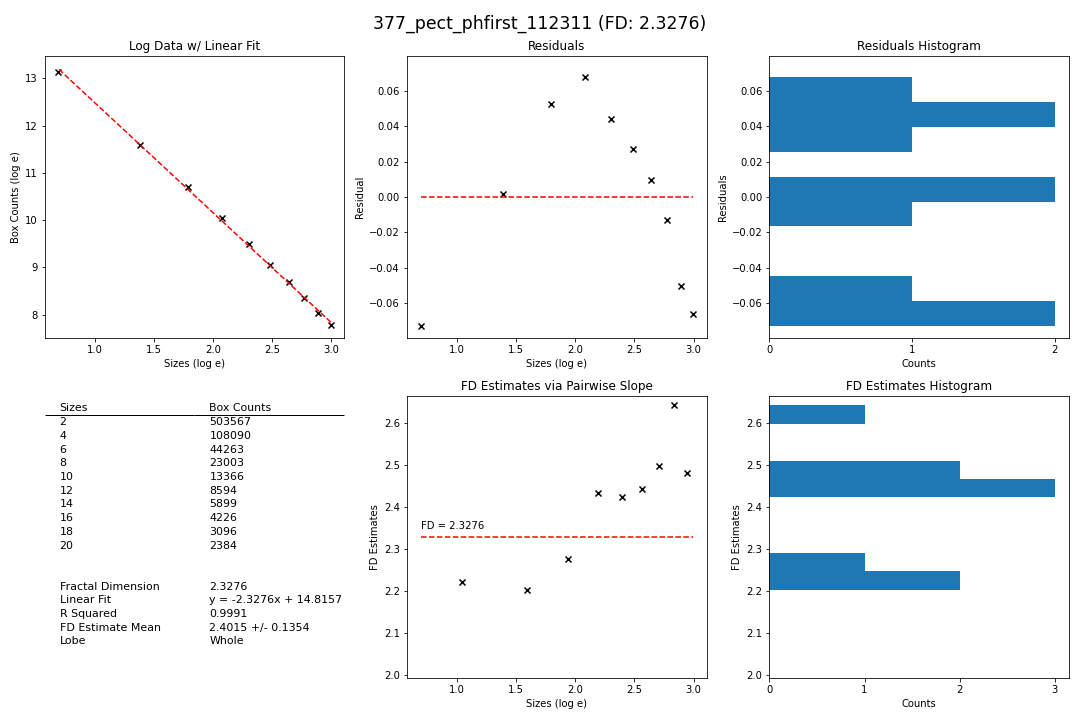 377_pect_phfirst_112311 (FD: 2.3276)
Log Data w/ Linear Fit
13
12
11
10
9
8
Box Counts (log e)
1.0 1.5 2.0 2.5 3.0
Sizes (log e)
Residuals
0.06
0.04
0.02
0.00
−0.02
−0.04
−0.06
Residual
1.0 1.5 2.0 2.5 3.0
Sizes (log e)
Residuals Histogram
0.06
0.04
0.02
0.00
−0.02
−0.04
−0.06
Residuals
0 1 2
Counts
Sizes Box Counts
2 503567
4 108090
6 44263
8 23003
10 13366
12 8594
14 5899
16 4226
18 3096
20 2384
Fractal Dimension 2.3276
Linear Fit y = -2.3276x + 14.8157
R Squared 0.9991
FD Estimate Mean 2.4015 +/- 0.1354
Lobe Whole
FD Estimates via Pairwise Slope
2.6
2.5
2.4
2.3
2.2
2.1
2.0
FD Estimates
FD = 2.3276
1.0 1.5 2.0 2.5 3.0
Sizes (log e)
FD Estimates Histogram
2.6
2.5
2.4
2.3
2.2
2.1
2.0
FD Estimates
0 1 2 3
Counts